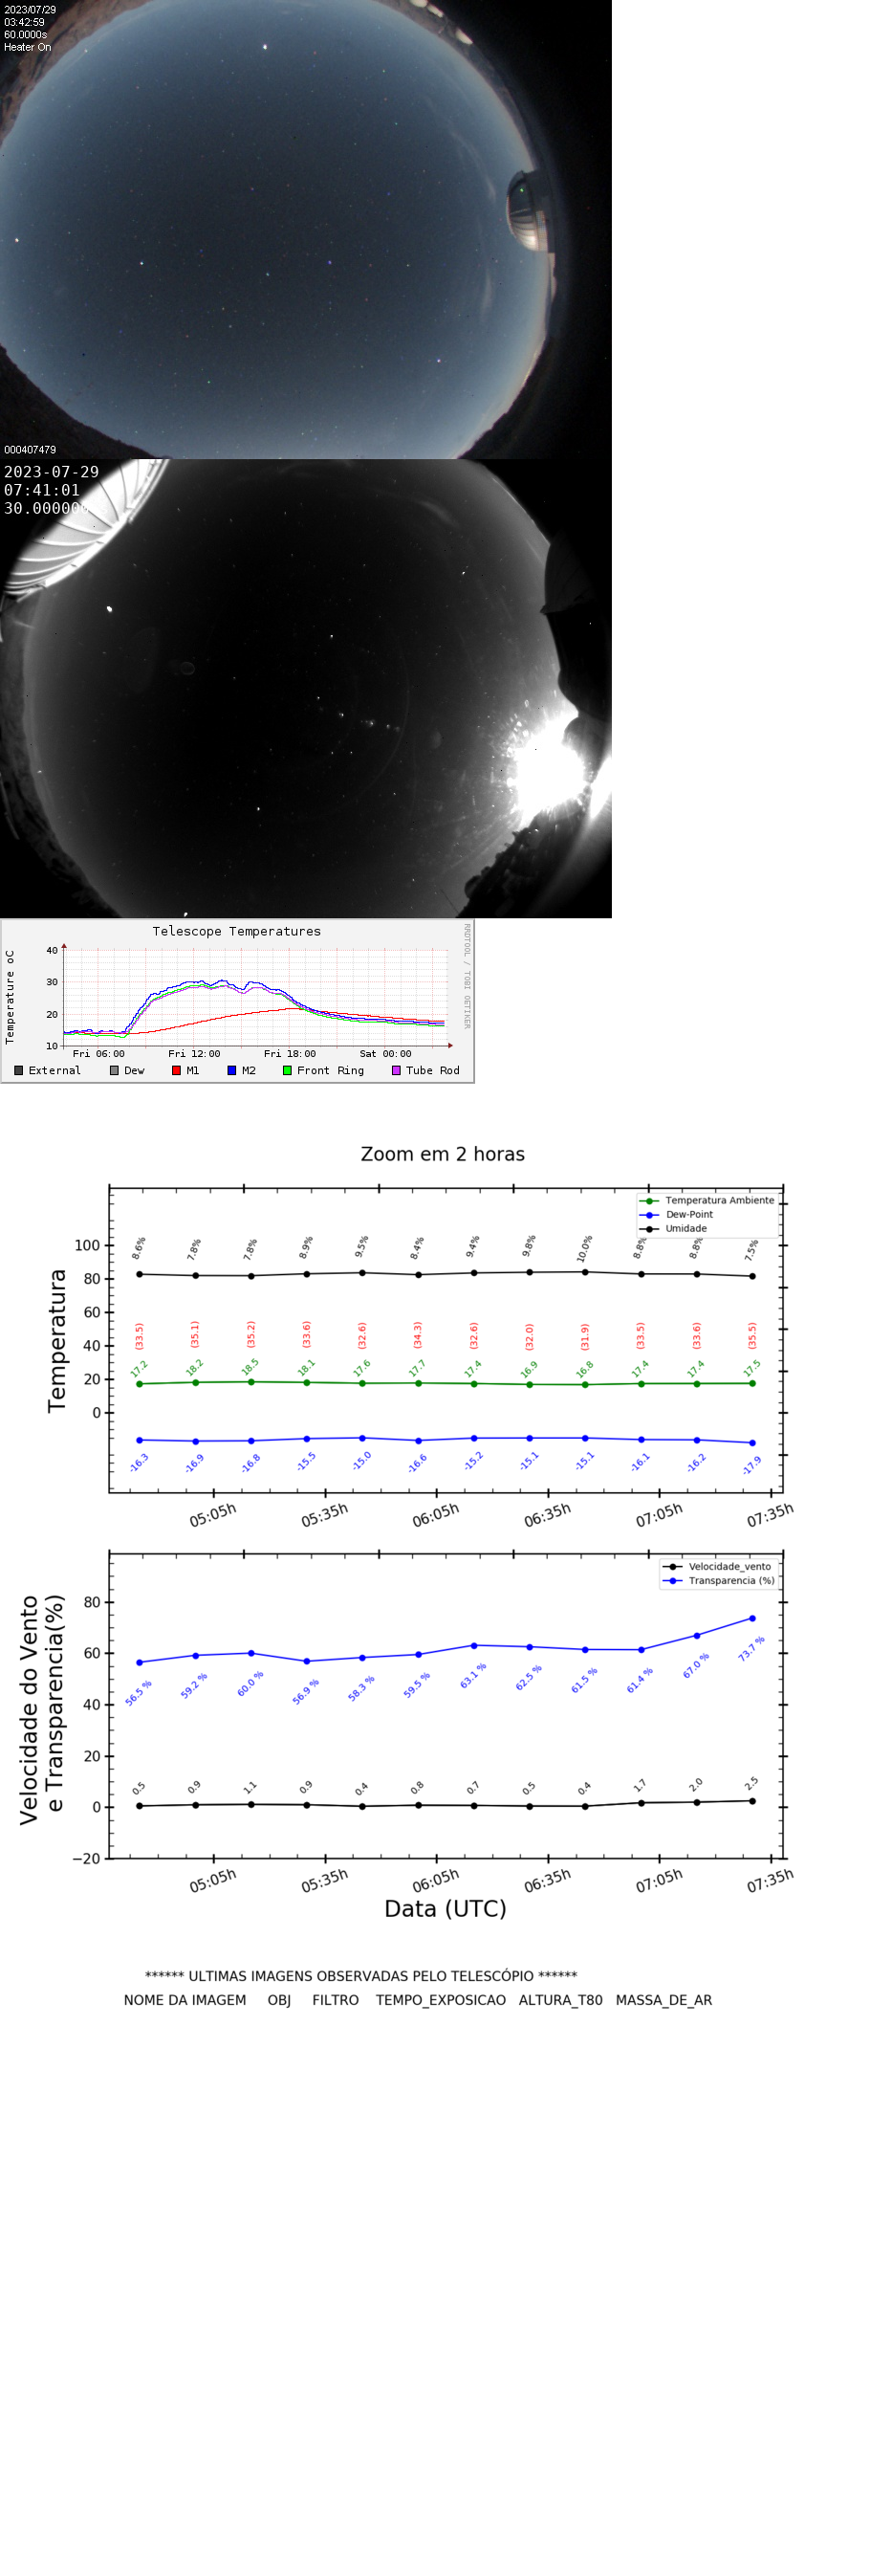 2023/07/29
03:42:59
60.0000s
Heater On
000407479
2023-07-29
07:41:01
30.00000
Telescope Temperatures
RRDTOOL / TOBI OETIKER
Temperature oC
40
30
20
10
Fri 06:00 Fri 12:00 Fri 18:00 Sat 00:00
External Dew M1 M2 Front Ring Tube Rod
Zoom em 2 horas
Temperatura Ambiente
Dew-Point
Umidade
Temperatura
100
80
60
40
20
0
8.6% 7.8% 7.8% 8.9% 9.5% 8.4% 9.4% 9.8% 10.0% 8.8% 8.8% 7.5%
(33.5) (35.1) (35.2) (33.6) (32.6) (34.3) (32.6) (32.0) (31.9) (33.5) (33.6) (35.5)
17.2 18.2 18.5 18.1 17.6 17.7 17.4 16.9 16.8 17.4 17.4 17.5
-16.3 -16.9 -16.8 -15.5 -15.0 -16.6 -15.2 -15.1 -15.1 -16.1 -16.2 -17.9
05:05h 05:35h 06:05h 06:35h 07:05h 07:35h
Velocidade_vento
Transparencia (%)
Velocidade do Vento
e Transparencia(%)
80
60
40
20
0
−20
56.5 % 59.2 % 60.0 % 56.9 % 58.3 % 59.5 % 63.1 % 62.5 % 61.5 % 61.4 % 67.0 % 73.7 %
0.5 0.9 1.1 0.9 0.4 0.8 0.7 0.5 0.4 1.7 2.0 2.5
05:05h 05:35h 06:05h 06:35h 07:05h 07:35h
Data (UTC)
****** ULTIMAS IMAGENS OBSERVADAS PELO TELESCÓPIO ******
NOME DA IMAGEM OBJ FILTRO TEMPO_EXPOSICAO ALTURA_T80 MASSA_DE_AR